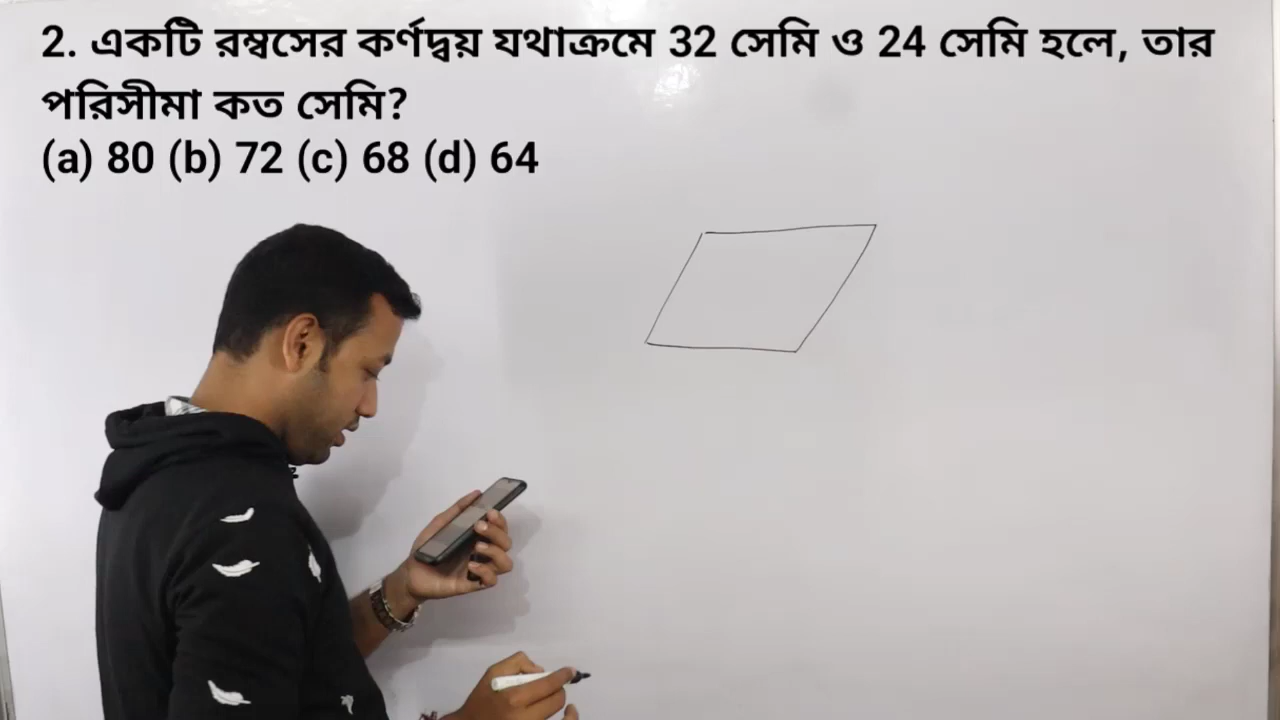 2. একটি রম্বসের কর্ণদ্বয় যথাক্রমে 32 সেমি ও 24 সেমি হলে, তার
পরিসীমা কত সেমি?
(a) 80 (b) 72 (c) 68 (d) 64